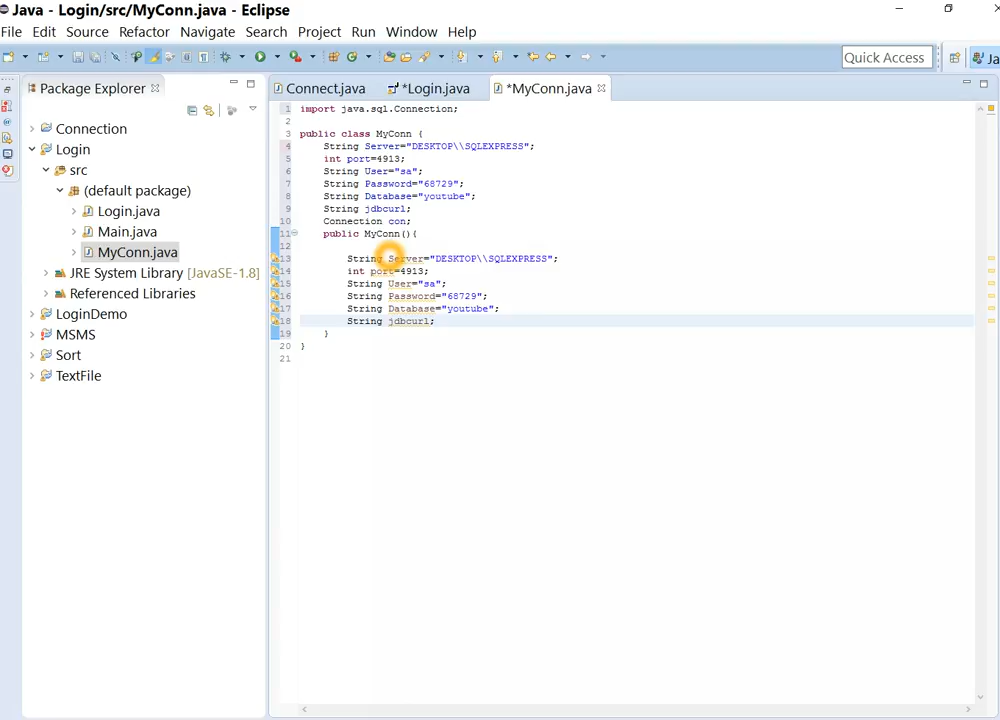 Java - Login/src/MyConn.java - Eclipse
File Edit Source Refactor Navigate Search Project Run Window Help
Quick Access
Ja
Package Explorer
Connect.java
*Login.java
*MyConn.java
Connection
Login
src
(default package)
Login.java
Main.java
MyConn.java
JRE System Library [JavaSE-1.8]
Referenced Libraries
LoginDemo
MSMS
Sort
TextFile
1 import java.sql.Connection;
2
3 public class MyConn {
4 String Server="DESKTOP\\SQLEXPRESS";
5 int port=4913;
6 String User="sa";
7 String Password="68729";
8 String Database="youtube";
9 String jdbcurl;
10 Connection con;
11 public MyConn(){
12
13 String Server="DESKTOP\\SQLEXPRESS";
14 int port=4913;
15 String User="sa";
16 String Password="68729";
17 String Database="youtube";
18 String jdbcurl;
19 }
20 }
21